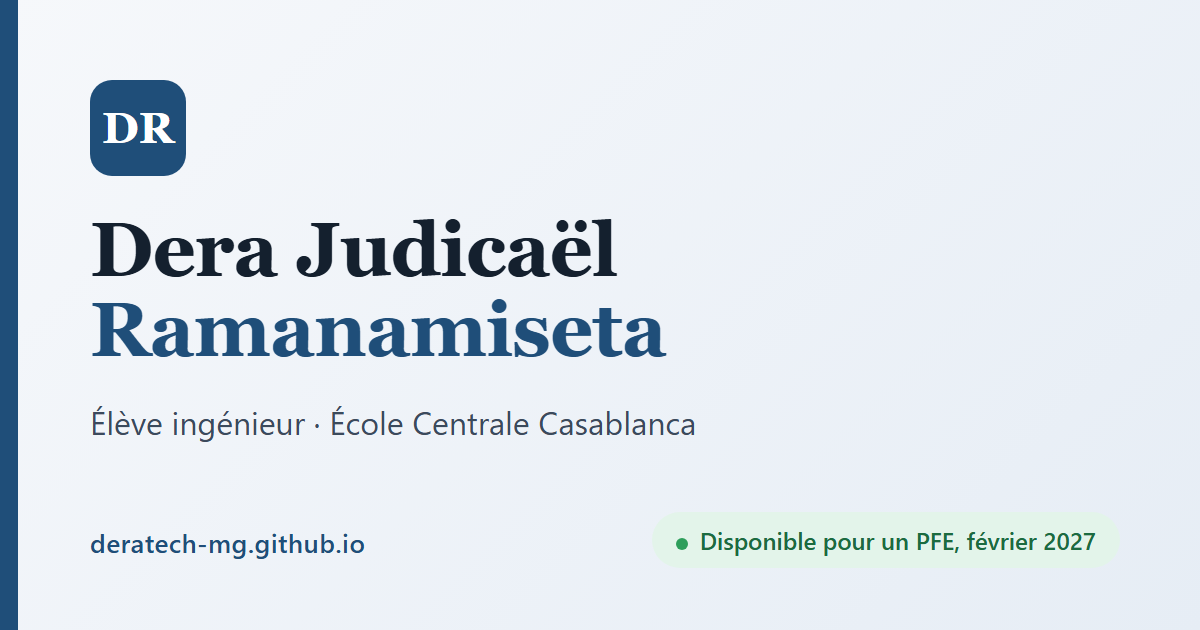 DR
Dera Judicaël
Ramanamiseta
Élève ingénieur · École Centrale Casablanca
deratech-mg.github.io
Disponible pour un PFE, février 2027